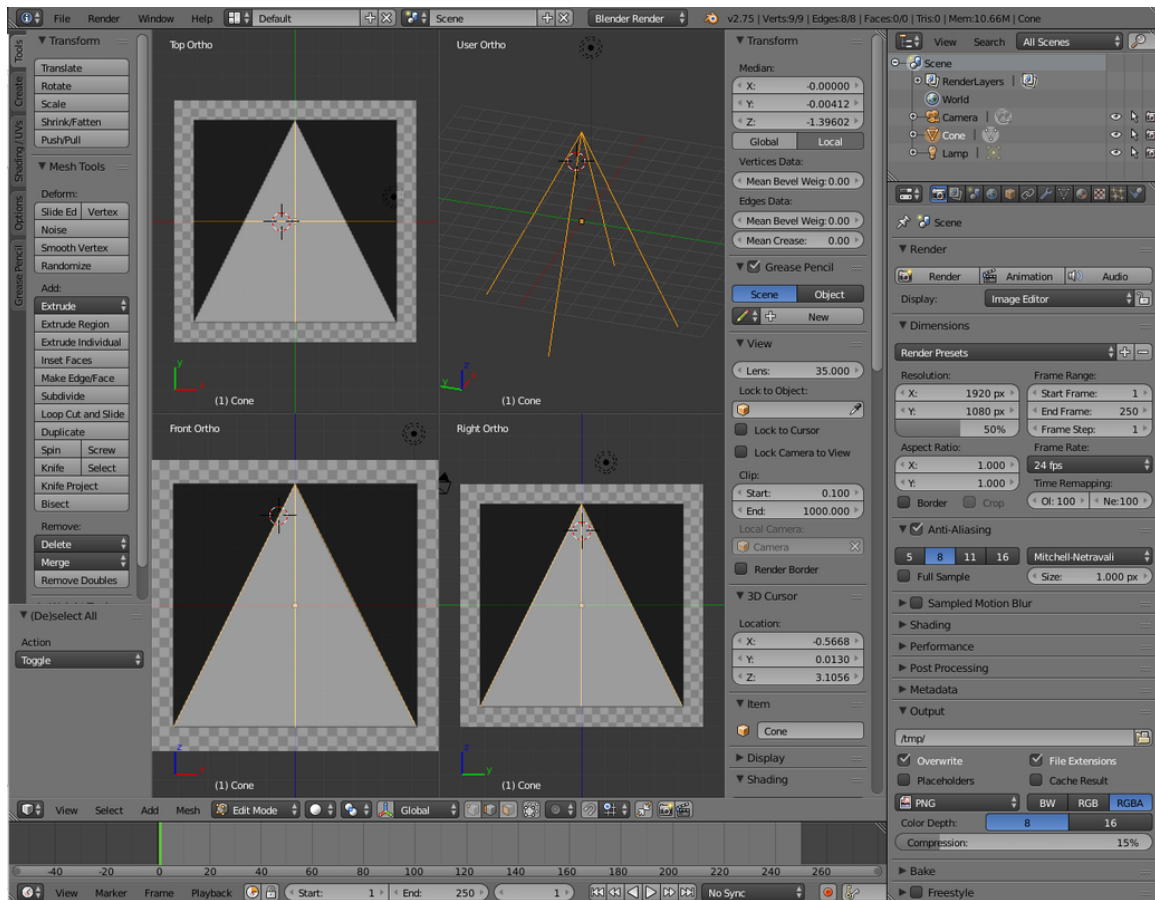 File Render Window Help Default Scene Blender Render v2.75 | Verts:9/9 | Edges:8/8 | Faces:0/0 | Tris:0 | Mem:10.66M | Cone
Tools
Create
Shading / UVs
Options
Grease Pencil
Transform
Translate
Rotate
Scale
Shrink/Fatten
Push/Pull
Mesh Tools
Deform:
Slide Ed Vertex
Noise
Smooth Vertex
Randomize
Add:
Extrude
Extrude Region
Extrude Individual
Inset Faces
Make Edge/Face
Subdivide
Loop Cut and Slide
Duplicate
Spin Screw
Knife Select
Knife Project
Bisect
Remove:
Delete
Merge
Remove Doubles
(De)select All
Action
Toggle
Top Ortho
y
x
(1) Cone
User Ortho
z
y
(1) Cone
Front Ortho
z
x
(1) Cone
Right Ortho
z
y
(1) Cone
Transform
Median:
X: -0.00000
Y: -0.00412
Z: -1.39602
Global Local
Vertices Data:
Mean Bevel Weig:0.00
Edges Data:
Mean Bevel Weig:0.00
Mean Crease: 0.00
Grease Pencil
Scene Object
New
View
Lens: 35.000
Lock to Object:
Lock to Cursor
Lock Camera to View
Clip:
Start: 0.100
End: 1000.000
Local Camera:
Camera
Render Border
3D Cursor
Location:
X: -0.5668
Y: 0.0130
Z: 3.1056
Item
Cone
Display
Shading
View Search All Scenes
Scene
RenderLayers |
World
Camera |
Cone |
Lamp |
Scene
Render
Render Animation Audio
Display: Image Editor
Dimensions
Render Presets
Resolution: Frame Range:
X: 1920 px Start Frame: 1
Y: 1080 px End Frame: 250
50% Frame Step: 1
Aspect Ratio: Frame Rate:
X: 1.000 24 fps
Y: 1.000 Time Remapping:
Border Crop Ol: 100 Ne:100
Anti-Aliasing
5 8 11 16 Mitchell-Netravali
Full Sample Size: 1.000 px
Sampled Motion Blur
Shading
Performance
Post Processing
Metadata
Output
/tmp/
Overwrite File Extensions
Placeholders Cache Result
PNG BW RGB RGBA
Color Depth: 8 16
Compression: 15%
Bake
Freestyle
View Select Add Mesh Edit Mode Global
-40 -20 0 20 40 60 80 100 120 140 160 180 200 220 240 260
View Marker Frame Playback Start: 1 End: 250 1 No Sync